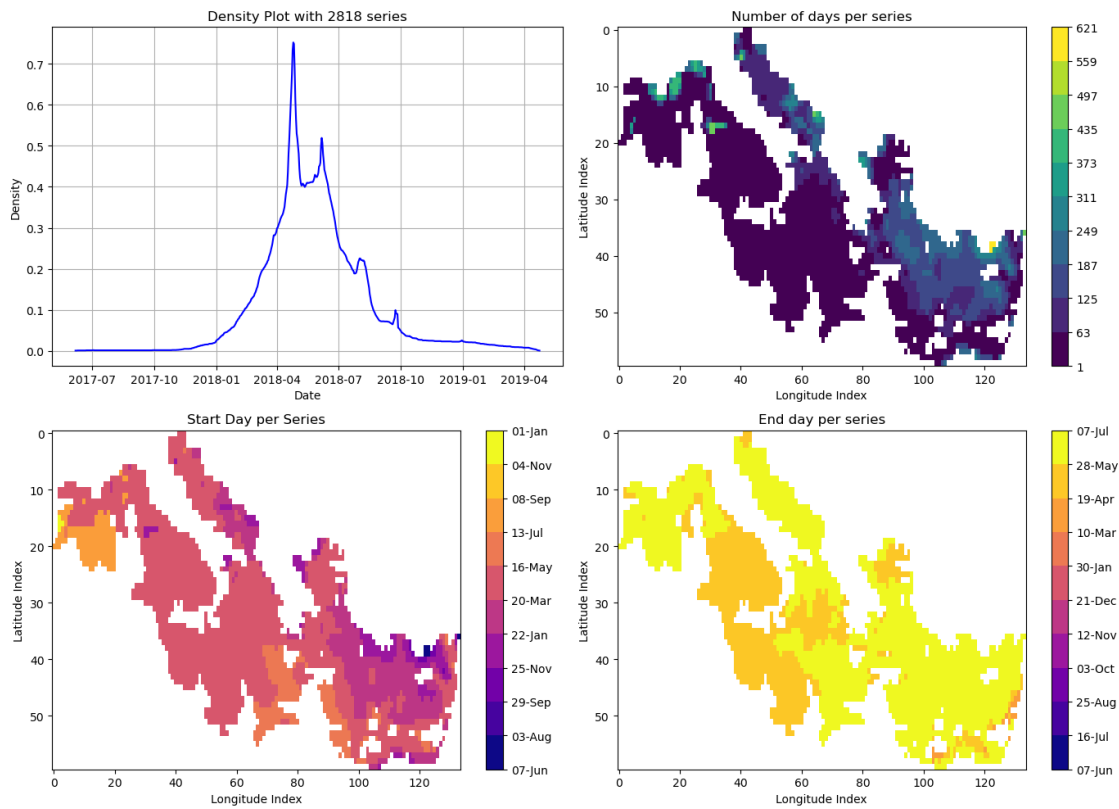 Density Plot with 2818 series
Density
0.7
0.6
0.5
0.4
0.3
0.2
0.1
0.0
2017-07 2017-10 2018-01 2018-04 2018-07 2018-10 2019-01 2019-04
Date
Number of days per series
Latitude Index
0
10
20
30
40
50
0 20 40 60 80 100 120
Longitude Index
621
559
497
435
373
311
249
187
125
63
1
Start Day per Series
Latitude Index
0
10
20
30
40
50
0 20 40 60 80 100 120
Longitude Index
01-Jan
04-Nov
08-Sep
13-Jul
16-May
20-Mar
22-Jan
25-Nov
29-Sep
03-Aug
07-Jun
End day per series
Latitude Index
0
10
20
30
40
50
0 20 40 60 80 100 120
Longitude Index
07-Jul
28-May
19-Apr
10-Mar
30-Jan
21-Dec
12-Nov
03-Oct
25-Aug
16-Jul
07-Jun